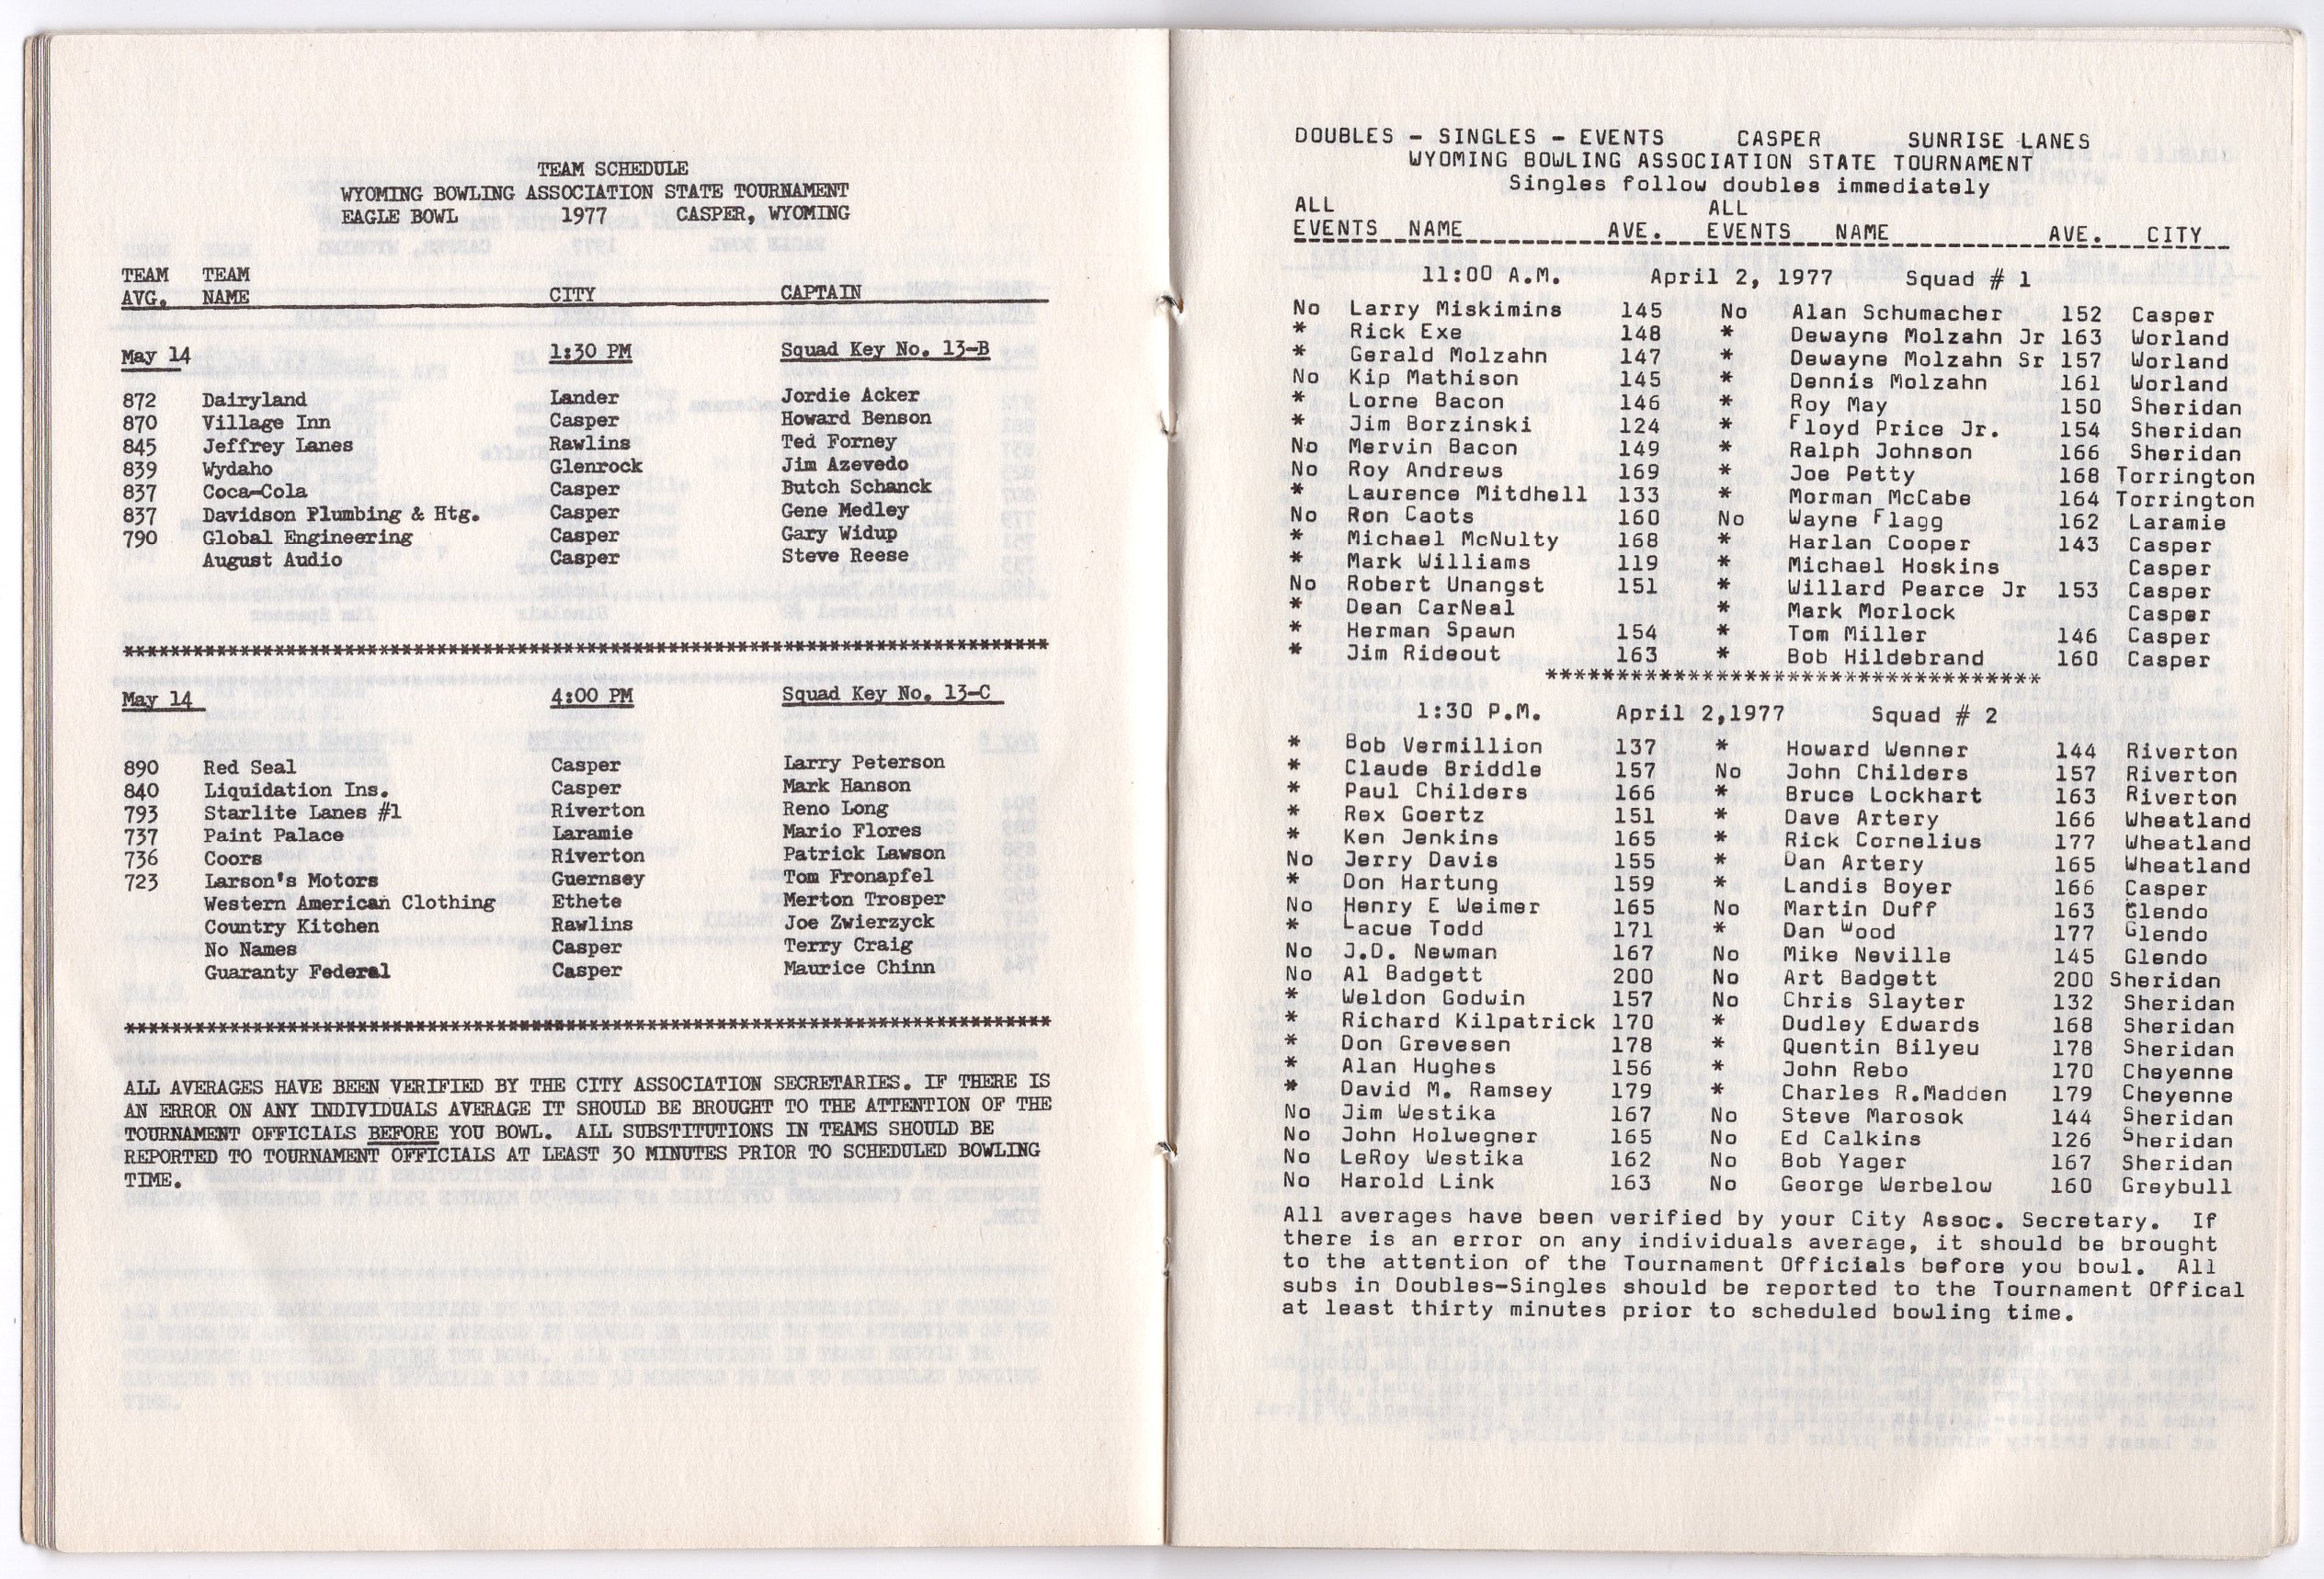 TEAM SCHEDULE
WYOMING BOWLING ASSOCIATION STATE TOURNAMENT
EAGLE BOWL 1977 CASPER, WYOMING
TEAM TEAM
AVG. NAME CITY CAPTAIN
May 14 1:30 PM Squad Key No. 13-B
872 Dairyland Lander Jordie Acker
870 Village Inn Casper Howard Benson
845 Jeffrey Lanes Rawlins Ted Forney
839 Wydaho Glenrock Jim Azevedo
837 Coca-Cola Casper Butch Schanck
837 Davidson Plumbing & Htg. Casper Gene Medley
790 Global Engineering Casper Gary Widup
August Audio Casper Steve Reese
May 14 4:00 PM Squad Key No. 13-C
890 Red Seal Casper Larry Peterson
840 Liquidation Ins. Casper Mark Hanson
793 Starlite Lanes #1 Riverton Reno Long
737 Paint Palace Laramie Mario Flores
736 Coors Riverton Patrick Lawson
723 Larson's Motors Guernsey Tom Fronapfel
Western American Clothing Ethete Merton Trosper
Country Kitchen Rawlins Joe Zwierzyck
No Names Casper Terry Craig
Guaranty Federal Casper Maurice Chinn
ALL AVERAGES HAVE BEEN VERIFIED BY THE CITY ASSOCIATION SECRETARIES. IF THERE IS
AN ERROR ON ANY INDIVIDUALS AVERAGE IT SHOULD BE BROUGHT TO THE ATTENTION OF THE
TOURNAMENT OFFICIALS BEFORE YOU BOWL. ALL SUBSTITUTIONS IN TEAMS SHOULD BE
REPORTED TO TOURNAMENT OFFICIALS AT LEAST 30 MINUTES PRIOR TO SCHEDULED BOWLING
TIME.
DOUBLES - SINGLES - EVENTS CASPER SUNRISE LANES
WYOMING BOWLING ASSOCIATION STATE TOURNAMENT
Singles follow doubles immediately
ALL ALL
EVENTS NAME AVE. EVENTS NAME AVE. CITY
11:00 A.M. April 2, 1977 Squad # 1
No Larry Miskimins 145 No Alan Schumacher 152 Casper
* Rick Exe 148 * Dewayne Molzahn Jr 163 Worland
* Gerald Molzahn 147 * Dewayne Molzahn Sr 157 Worland
No Kip Mathison 145 * Dennis Molzahn 161 Worland
* Lorne Bacon 146 * Roy May 150 Sheridan
* Jim Borzinski 124 * Floyd Price Jr. 154 Sheridan
No Mervin Bacon 149 * Ralph Johnson 166 Sheridan
No Roy Andrews 169 * Joe Petty 168 Torrington
* Laurence Mitdhell 133 * Morman McCabe 164 Torrington
No Ron Caots 160 No Wayne Flagg 162 Laramie
* Michael McNulty 168 * Harlan Cooper 143 Casper
* Mark Williams 119 * Michael Hoskins Casper
No Robert Unangst 151 * Willard Pearce Jr 153 Casper
* Dean CarNeal * Mark Morlock Casper
* Herman Spawn 154 * Tom Miller 146 Casper
* Jim Rideout 163 * Bob Hildebrand 160 Casper
***********************************
1:30 P.M. April 2,1977 Squad # 2
* Bob Vermillion 137 * Howard Wenner 144 Riverton
* Claude Briddle 157 No John Childers 157 Riverton
* Paul Childers 166 * Bruce Lockhart 163 Riverton
* Rex Goertz 151 * Dave Artery 166 Wheatland
* Ken Jenkins 165 * Rick Cornelius 177 Wheatland
No Jerry Davis 155 * Dan Artery 165 Wheatland
* Don Hartung 159 * Landis Boyer 166 Casper
No Henry E Weimer 165 No Martin Duff 163 Glendo
* Lacue Todd 171 * Dan Wood 177 Glendo
No J.D. Newman 167 No Mike Neville 145 Glendo
No Al Badgett 200 No Art Badgett 200 Sheridan
* Weldon Godwin 157 No Chris Slayter 132 Sheridan
* Richard Kilpatrick 170 * Dudley Edwards 168 Sheridan
* Don Grevesen 178 * Quentin Bilyeu 178 Sheridan
* Alan Hughes 156 * John Rebo 170 Cheyenne
* David M. Ramsey 179 * Charles R.Madden 179 Cheyenne
No Jim Westika 167 No Steve Marosok 144 Sheridan
No John Holwegner 165 No Ed Calkins 126 Sheridan
No LeRoy Westika 162 No Bob Yager 167 Sheridan
No Harold Link 163 No George Werbelow 160 Greybull
All averages have been verified by your City Assoc. Secretary. If
there is an error on any individuals average, it should be brought
to the attention of the Tournament Officials before you bowl. All
subs in Doubles-Singles should be reported to the Tournament Offical
at least thirty minutes prior to scheduled bowling time.